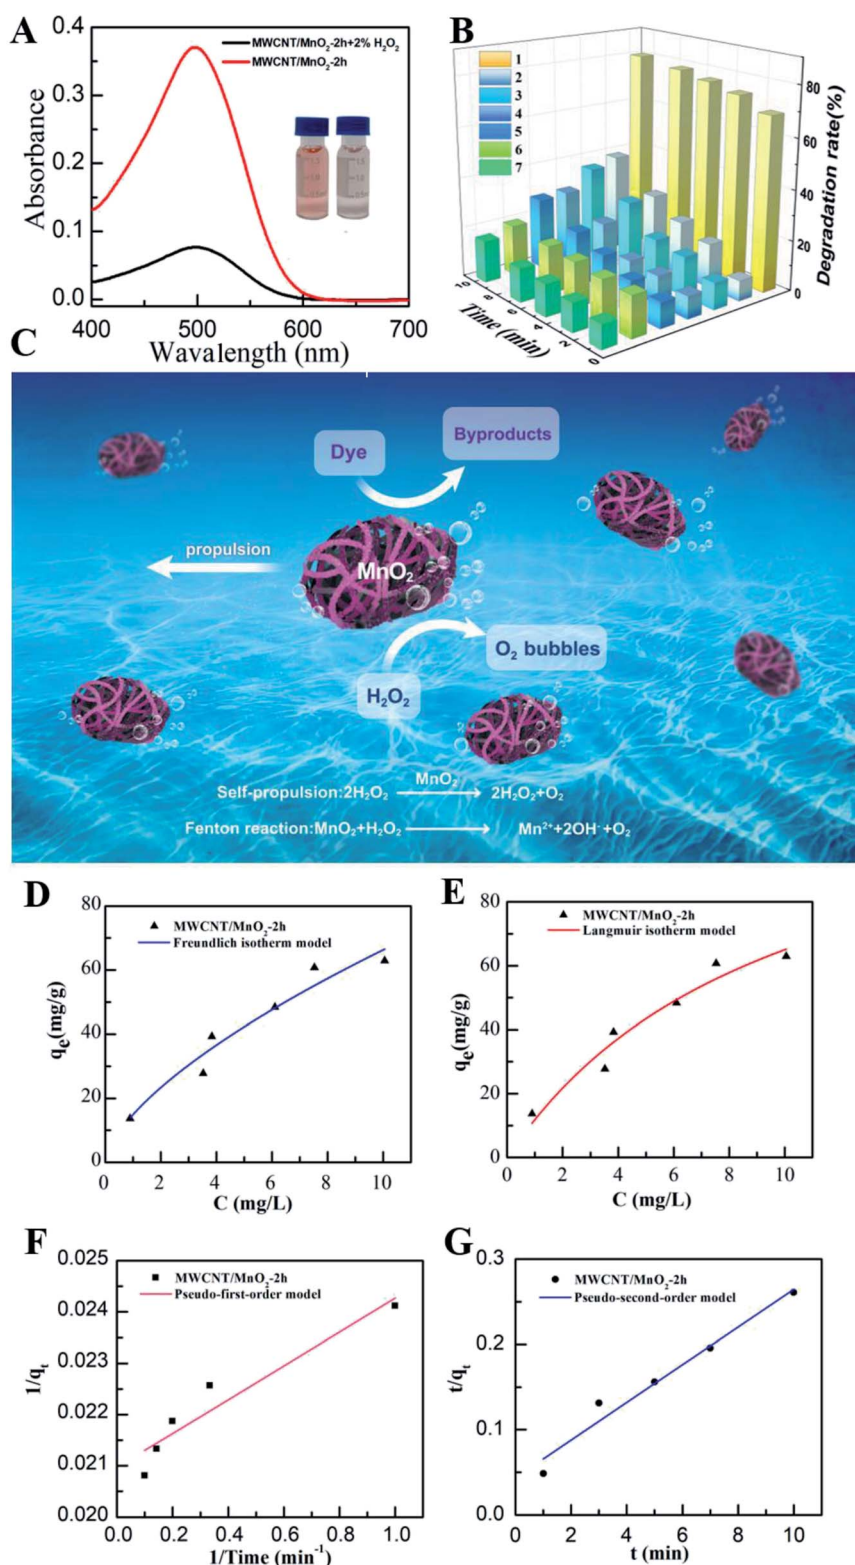 A
0.4
0.3
0.2
0.1
0.0
Absorbance
MWCNT/MnO₂-2h+2% H₂O₂
MWCNT/MnO₂-2h
400
500
600
700
Wavalength (nm)
B
1
2
3
4
5
6
7
80
60
40
20
0
Degradation rate(%)
10
8
6
4
2
0
Time (min)
C
Dye
Byproducts
propulsion
MnO₂
O₂ bubbles
H₂O₂
MnO₂
Self-propulsion:2H₂O₂ → 2H₂O₂+O₂
Fenton reaction:MnO₂+H₂O₂ → Mn²⁺+2OH⁻+O₂
D
80
60
40
20
0
qe(mg/g)
MWCNT/MnO₂-2h
Freundlich isotherm model
0
2
4
6
8
10
C (mg/L)
E
80
60
40
20
0
qe(mg/g)
MWCNT/MnO₂-2h
Langmuir isotherm model
0
2
4
6
8
10
C (mg/L)
F
0.025
0.024
0.023
0.022
0.021
0.020
1/qt
MWCNT/MnO₂-2h
Pseudo-first-order model
0.0
0.2
0.4
0.6
0.8
1.0
1/Time (min⁻¹)
G
0.3
0.2
0.1
0.0
t/qt
MWCNT/MnO₂-2h
Pseudo-second-order model
0
2
4
6
8
10
t (min)